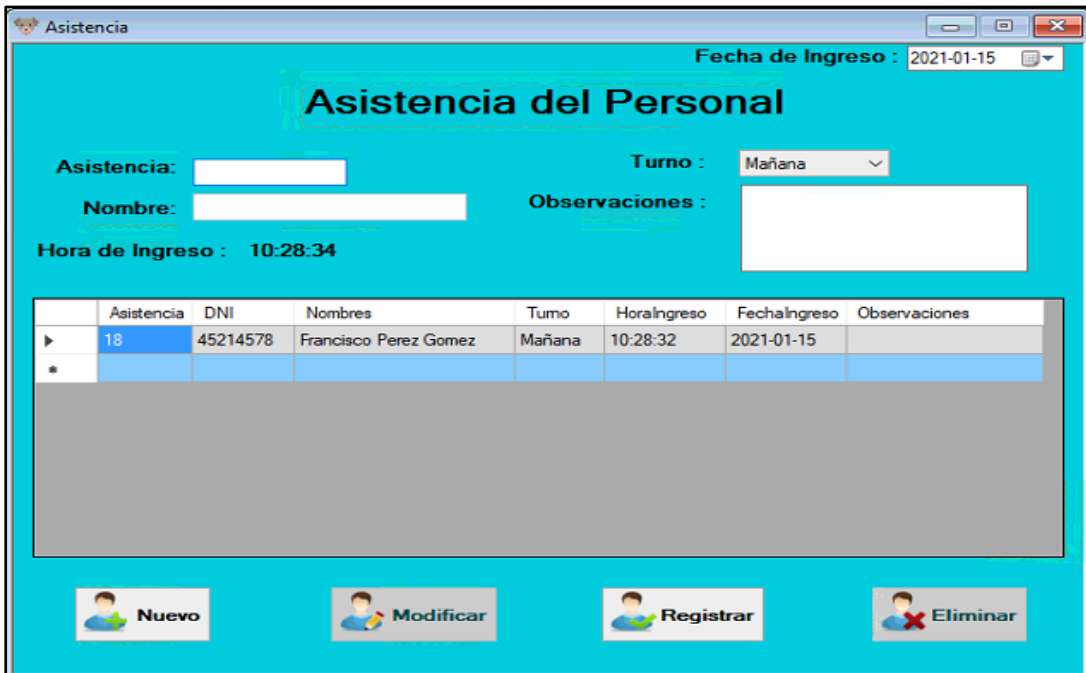 Asistencia
Fecha de Ingreso : 2021-01-15
Asistencia del Personal
Asistencia:
Turno : Mañana
Nombre:
Observaciones :
Hora de Ingreso : 10:28:34
Asistencia DNI Nombres Turno HoraIngreso FechaIngreso Observaciones
18 45214578 Francisco Perez Gomez Mañana 10:28:32 2021-01-15
Nuevo Modificar Registrar Eliminar